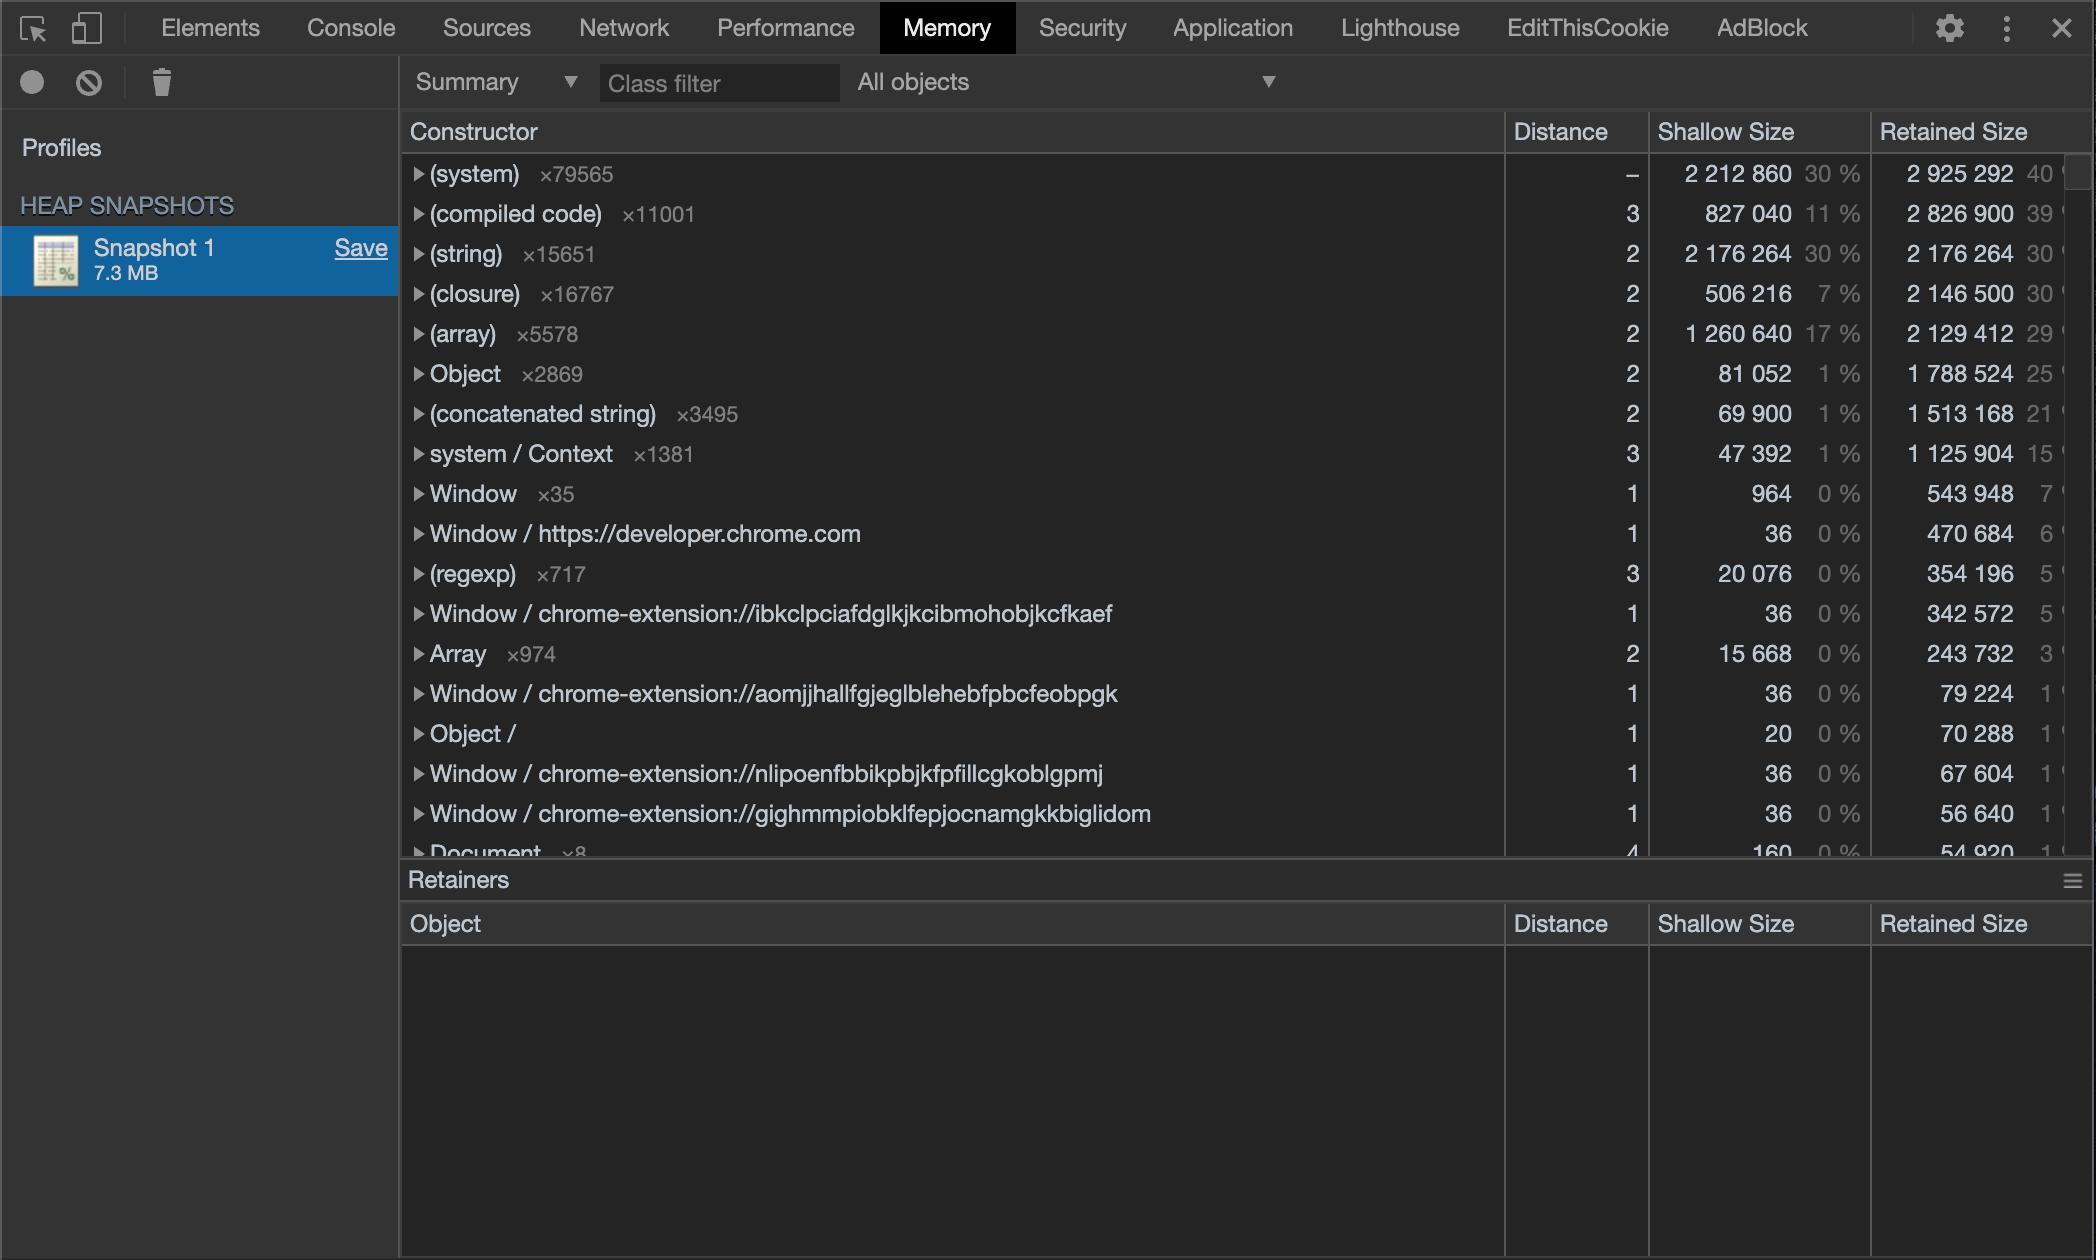 Elements Console Sources Network Performance Memory Security Application Lighthouse EditThisCookie AdBlock
Summary Class filter All objects
Profiles
HEAP SNAPSHOTS
Snapshot 1 Save
7.3 MB
Constructor Distance Shallow Size Retained Size
(system) ×79565 – 2 212 860 30 % 2 925 292 40
(compiled code) ×11001 3 827 040 11 % 2 826 900 39
(string) ×15651 2 2 176 264 30 % 2 176 264 30
(closure) ×16767 2 506 216 7 % 2 146 500 30
(array) ×5578 2 1 260 640 17 % 2 129 412 29
Object ×2869 2 81 052 1 % 1 788 524 25
(concatenated string) ×3495 2 69 900 1 % 1 513 168 21
system / Context ×1381 3 47 392 1 % 1 125 904 15
Window ×35 1 964 0 % 543 948 7
Window / https://developer.chrome.com 1 36 0 % 470 684 6
(regexp) ×717 3 20 076 0 % 354 196 5
Window / chrome-extension://ibkclpciafdglkjkcibmohobjkcfkaef 1 36 0 % 342 572 5
Array ×974 2 15 668 0 % 243 732 3
Window / chrome-extension://aomjjhallfgjeglblehebfpbcfeobpgk 1 36 0 % 79 224 1
Object / 1 20 0 % 70 288 1
Window / chrome-extension://nlipoenfbbikpbjkfpfillcgkoblgpmj 1 36 0 % 67 604 1
Window / chrome-extension://gighmmpiobklfepjocnamgkkbiglidom 1 36 0 % 56 640 1
Document ×8 4 160 0 % 54 920 1
Retainers
Object Distance Shallow Size Retained Size